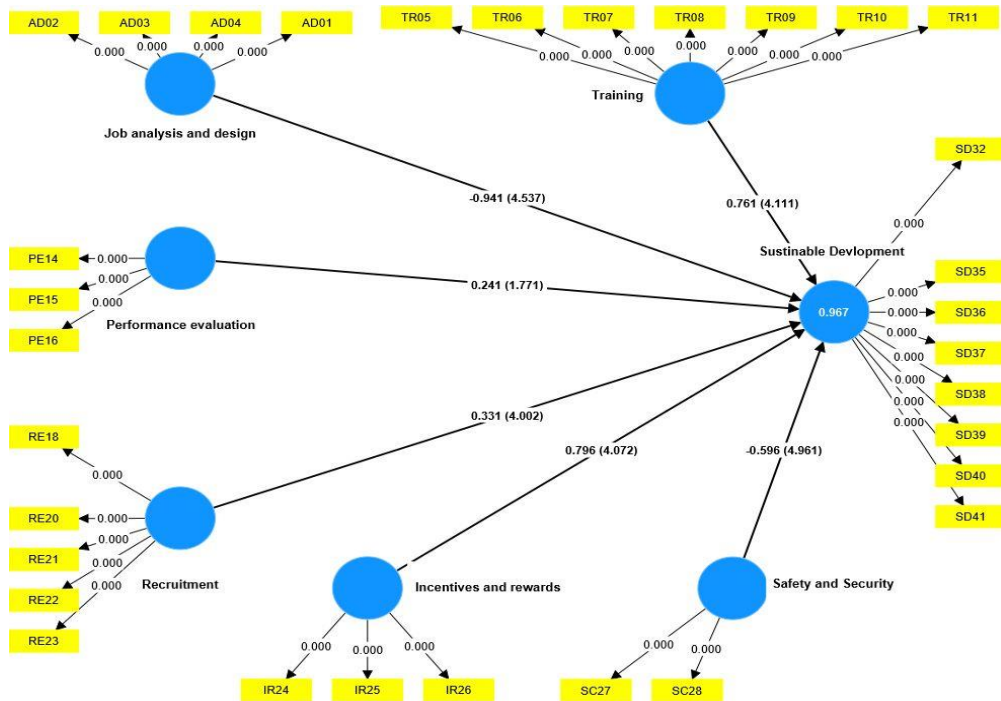 AD02
AD03
AD04
AD01
0.000
0.000
0.000
0.000
Job analysis and design
TR05
TR06
TR07
TR08
TR09
TR10
TR11
0.000
0.000
0.000
0.000
0.000
0.000
0.000
Training
-0.941 (4.537)
0.761 (4.111)
SD32
0.000
Sustinable Devlopment
PE14
PE15
PE16
0.000
0.000
0.000
Performance evaluation
0.241 (1.771)
0.967
0.000
0.000
0.000
0.000
0.000
0.000
0.000
SD35
SD36
SD37
SD38
SD39
SD40
SD41
RE18
RE20
RE21
RE22
RE23
0.000
0.000
0.000
0.000
0.000
Recruitment
0.331 (4.002)
0.796 (4.072)
-0.596 (4.961)
Incentives and rewards
0.000
0.000
0.000
IR24
IR25
IR26
Safety and Security
0.000
0.000
SC27
SC28